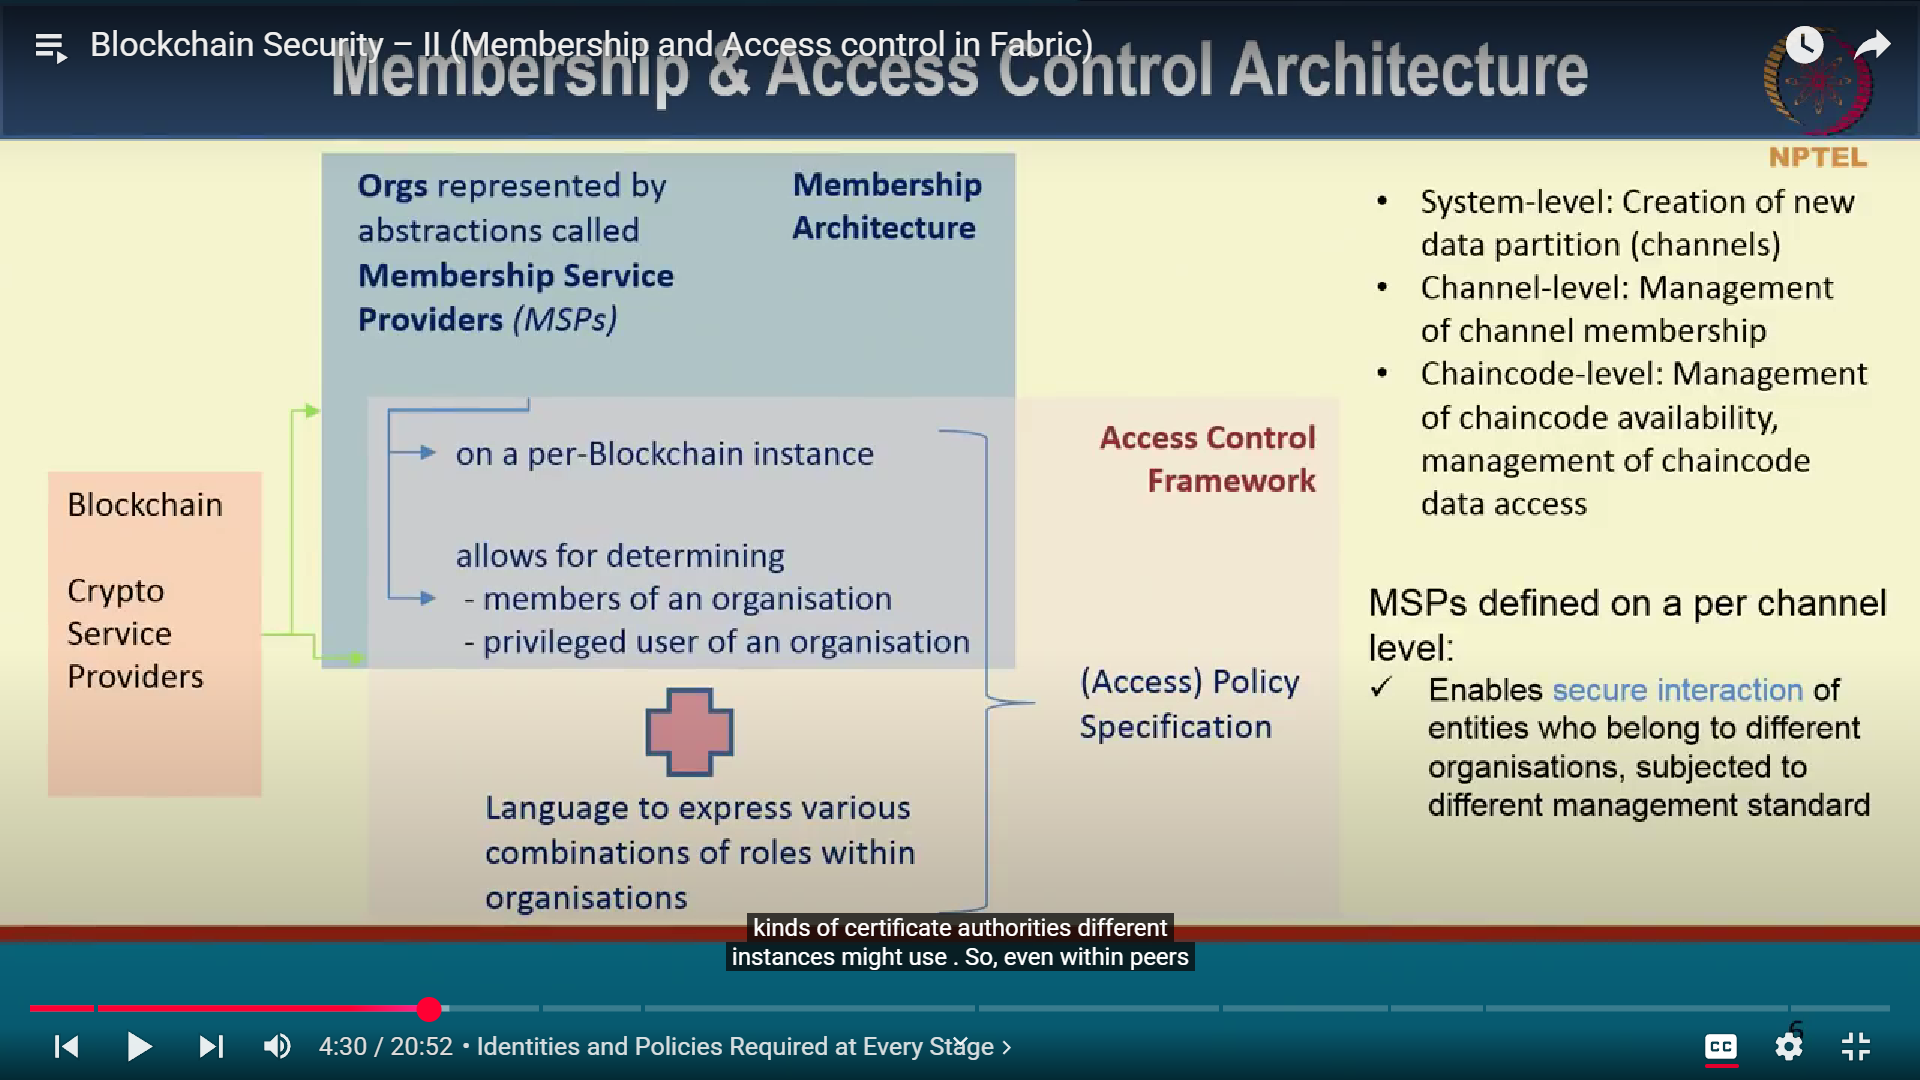 Blockchain Security – II (Membership and Access control in Fabric)
Membership & Access Control Architecture
NPTEL
Orgs represented by
abstractions called
Membership Service
Providers (MSPs)
Membership
Architecture
on a per-Blockchain instance
allows for determining
- members of an organisation
- privileged user of an organisation
Access Control
Framework
Blockchain
Crypto
Service
Providers
(Access) Policy
Specification
Language to express various
combinations of roles within
organisations
• System-level: Creation of new
data partition (channels)
• Channel-level: Management
of channel membership
• Chaincode-level: Management
of chaincode availability,
management of chaincode
data access
MSPs defined on a per channel
level:
✓ Enables secure interaction of
entities who belong to different
organisations, subjected to
different management standard
kinds of certificate authorities different
instances might use . So, even within peers
6
4:30 / 20:52 • Identities and Policies Required at Every Stage
CC